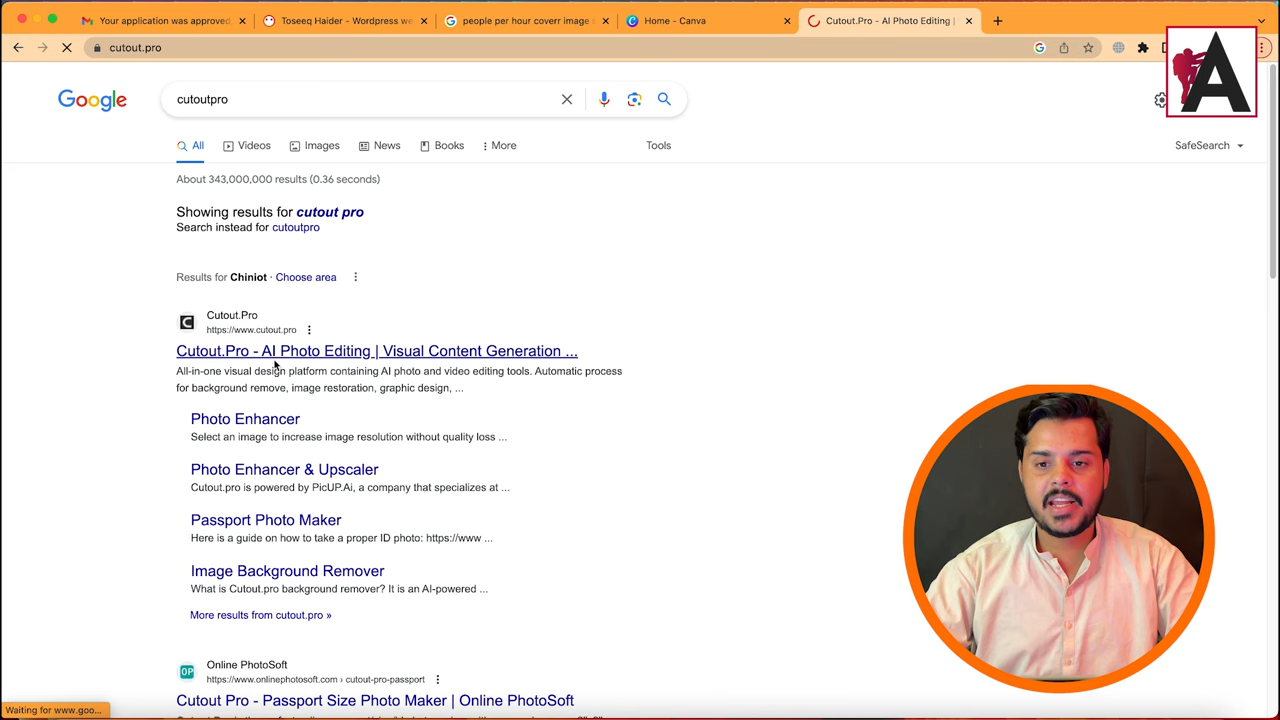 Your application was approved,
Toseeq Haider - Wordpress we
people per hour coverr image s
Home - Canva
Cutout.Pro - AI Photo Editing |
cutout.pro
A
Google
cutoutpro
All
Videos
Images
News
Books
More
Tools
SafeSearch
About 343,000,000 results (0.36 seconds)
Showing results for cutout pro
Search instead for cutoutpro
Results for Chiniot · Choose area
Cutout.Pro
https://www.cutout.pro
Cutout.Pro - AI Photo Editing | Visual Content Generation ...
All-in-one visual design platform containing AI photo and video editing tools. Automatic process
for background remove, image restoration, graphic design, ...
Photo Enhancer
Select an image to increase image resolution without quality loss ...
Photo Enhancer & Upscaler
Cutout.pro is powered by PicUP.Ai, a company that specializes at ...
Passport Photo Maker
Here is a guide on how to take a proper ID photo: https://www ...
Image Background Remover
What is Cutout.pro background remover? It is an AI-powered ...
More results from cutout.pro »
OP
Online PhotoSoft
https://www.onlinephotosoft.com › cutout-pro-passport
Cutout Pro - Passport Size Photo Maker | Online PhotoSoft
Waiting for www.goo...